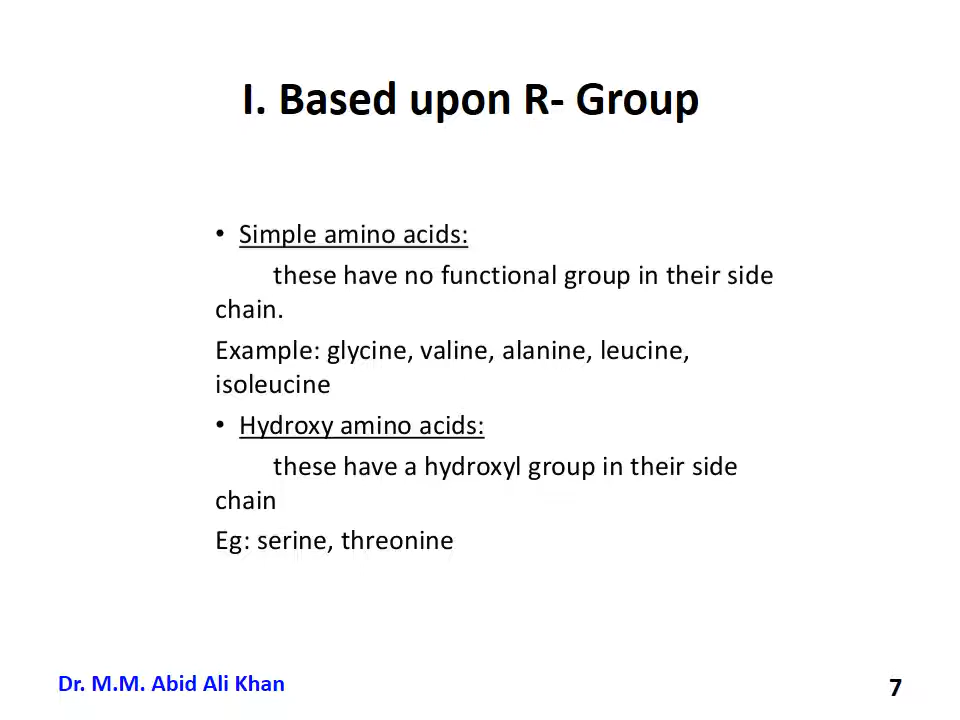 I. Based upon R- Group
• Simple amino acids:
these have no functional group in their side
chain.
Example: glycine, valine, alanine, leucine,
isoleucine
• Hydroxy amino acids:
these have a hydroxyl group in their side
chain
Eg: serine, threonine
Dr. M.M. Abid Ali Khan
7